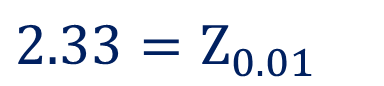 2.33 = Z₀.₀₁